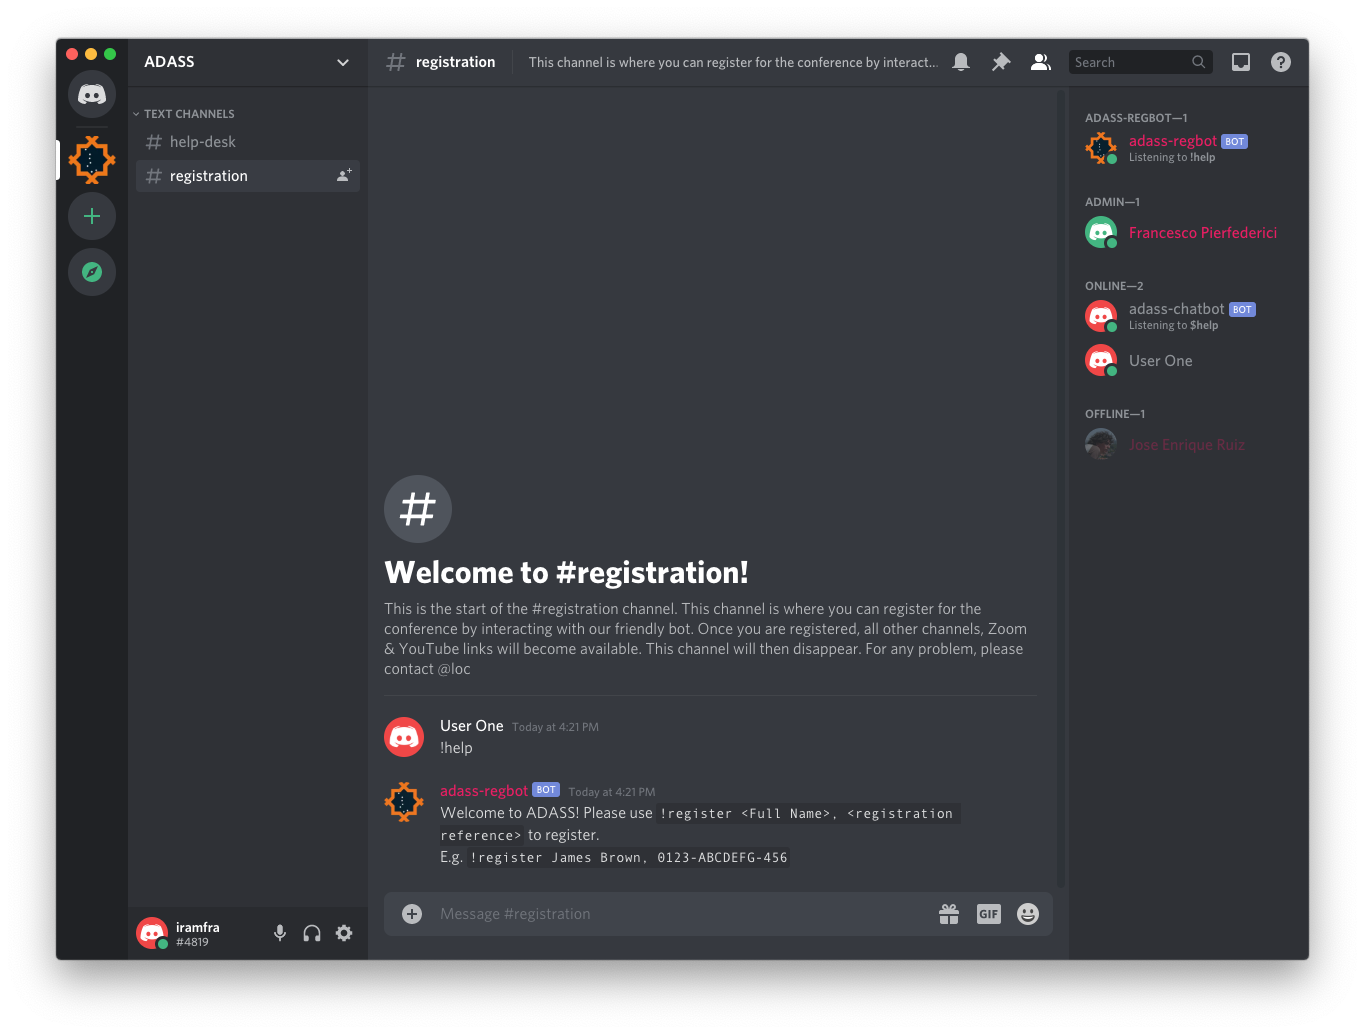 ADASS
TEXT CHANNELS
help-desk
registration
iramfra
#4819
registration
This channel is where you can register for the conference by interact...
Search
Welcome to #registration!
This is the start of the #registration channel. This channel is where you can register for the
conference by interacting with our friendly bot. Once you are registered, all other channels, Zoom
& YouTube links will become available. This channel will then disappear. For any problem, please
contact @loc
User One Today at 4:21 PM
!help
adass-regbot BOT Today at 4:21 PM
Welcome to ADASS! Please use !register <Full Name>, <registration
reference> to register.
E.g. !register James Brown, 0123-ABCDEFG-456
Message #registration
GIF
ADASS-REGBOT—1
adass-regbot BOT
Listening to !help
ADMIN—1
Francesco Pierfederici
ONLINE—2
adass-chatbot BOT
Listening to $help
User One
OFFLINE—1
Jose Enrique Ruiz